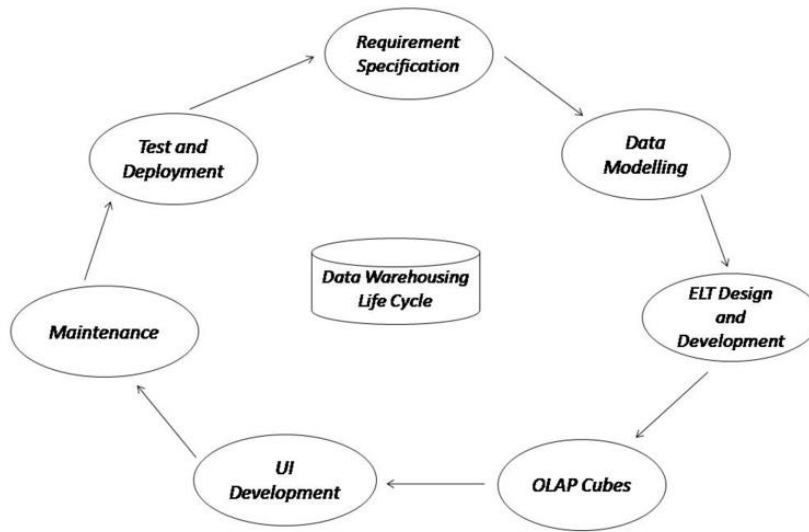 Requirement
Specification
Data
Modelling
ELT Design
and
Development
OLAP Cubes
UI
Development
Maintenance
Test and
Deployment
Data Warehousing
Life Cycle